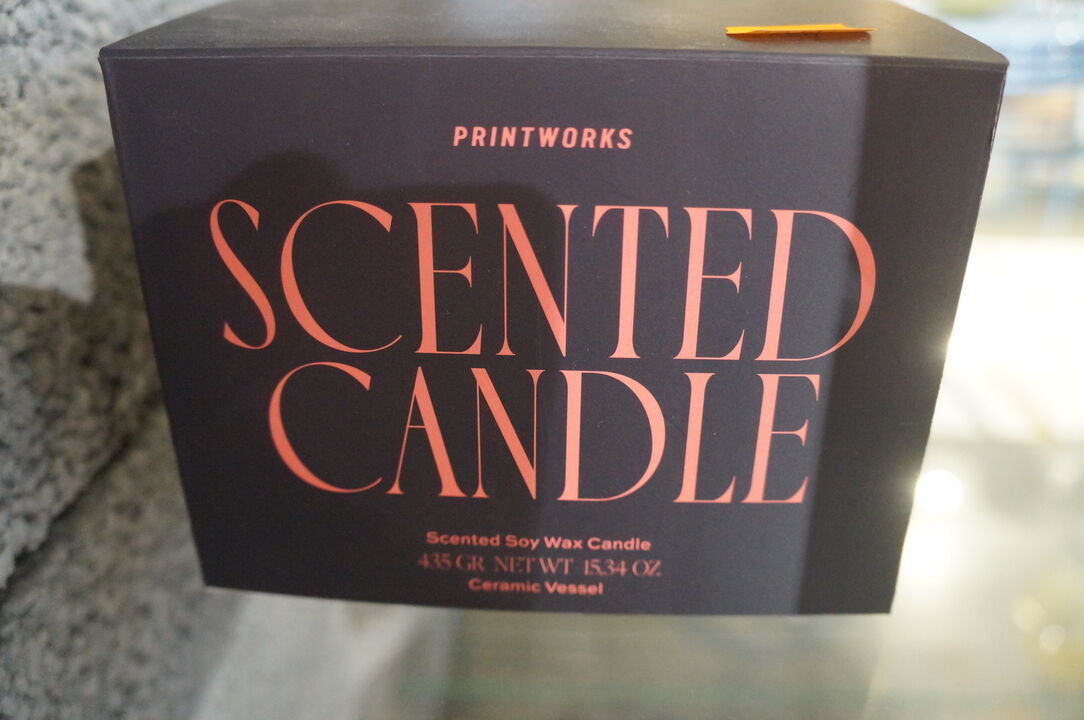 PRINTWORKS
SCENTED
CANDLE
Scented Soy Wax Candle
435 GR NET WT 15.34 OZ
Ceramic Vessel